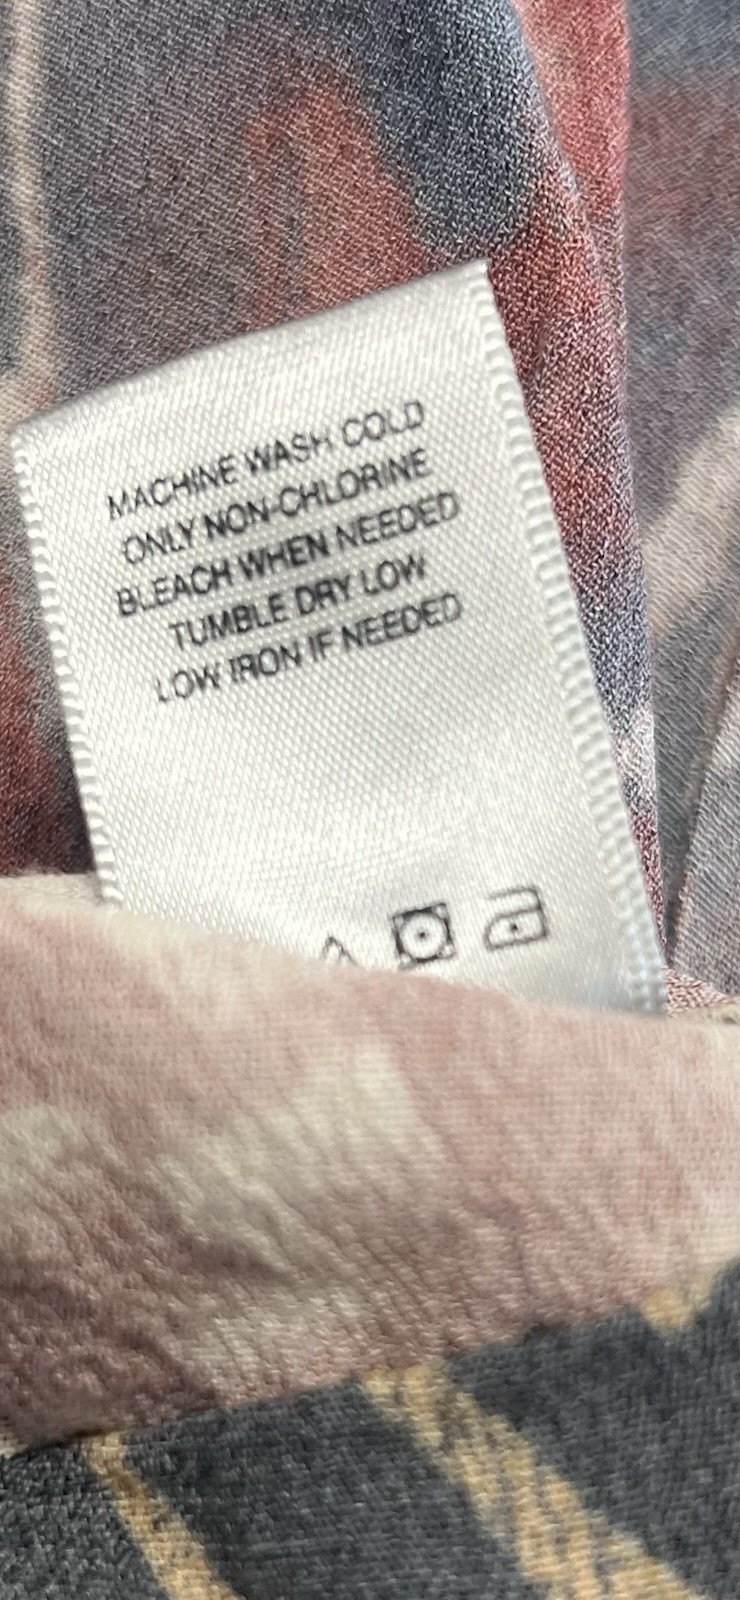 MACHINE WASH COLD
ONLY NON-CHLORINE
BLEACH WHEN NEEDED
TUMBLE DRY LOW
LOW IRON IF NEEDED